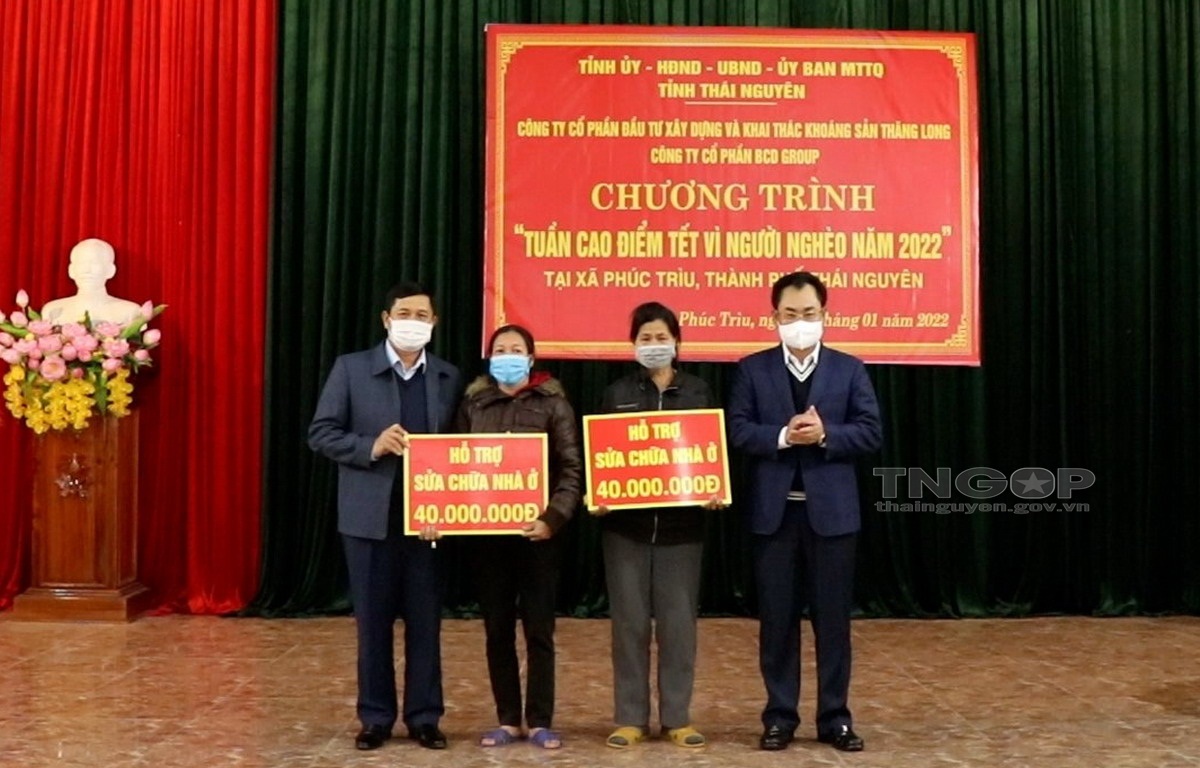 TỈNH ỦY - HĐND - UBND - ỦY BAN MTTQ
TỈNH THÁI NGUYÊN
CÔNG TY CỔ PHẦN ĐẦU TƯ XÂY DỰNG VÀ KHAI THÁC KHOÁNG SẢN THĂNG LONG
CÔNG TY CỔ PHẦN BCD GROUP
CHƯƠNG TRÌNH
"TUẦN CAO ĐIỂM TẾT VÌ NGƯỜI NGHÈO NĂM 2022"
TẠI XÃ PHÚC TRÌU, THÀNH PHỐ THÁI NGUYÊN
Phúc Trìu, tháng 01 năm 2022
HỖ TRỢ
SỬA CHỮA NHÀ Ở
40.000.000Đ
HỖ TRỢ
SỬA CHỮA NHÀ Ở
40.000.000Đ
TNGOP
thainguyen.gov.vn